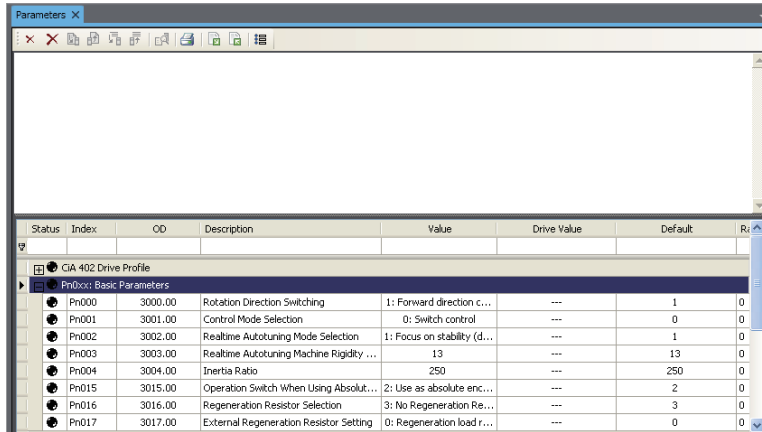 Parameters
Status Index OD Description Value Drive Value Default Ra
CiA 402 Drive Profile
Pn0xx: Basic Parameters
Pn000 3000.00 Rotation Direction Switching 1: Forward direction c... --- 1 0
Pn001 3001.00 Control Mode Selection 0: Switch control --- 0 0
Pn002 3002.00 Realtime Autotuning Mode Selection 1: Focus on stability (d... --- 1 0
Pn003 3003.00 Realtime Autotuning Machine Rigidity ... 13 --- 13 0
Pn004 3004.00 Inertia Ratio 250 --- 250 0
Pn015 3015.00 Operation Switch When Using Absolut... 2: Use as absolute enc... --- 2 0
Pn016 3016.00 Regeneration Resistor Selection 3: No Regeneration Re... --- 3 0
Pn017 3017.00 External Regeneration Resistor Setting 0: Regeneration load r... --- 0 0